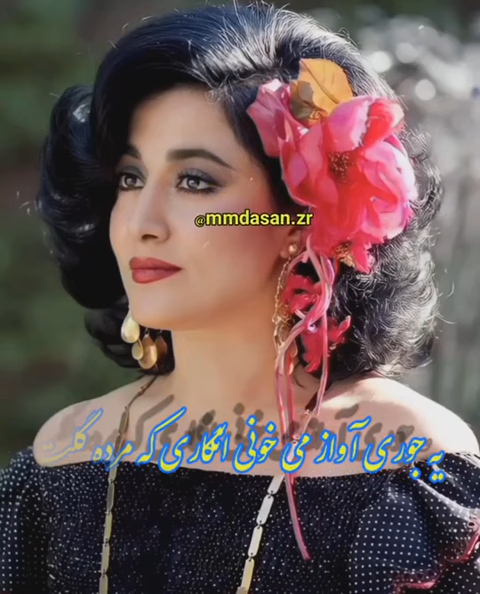 @mmdasan.zr
یه جوری آواز می خونی انگاری که مرده گلت